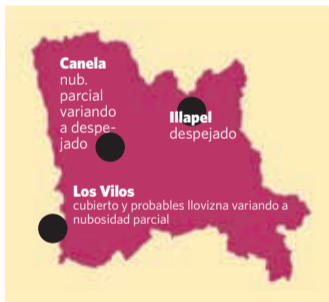 Canela
nub.
parcial
variando
a despe-
jado
Illapel
despejado
Los Vilos
cubierto y probables llovizna variando a
nubosidad parcial